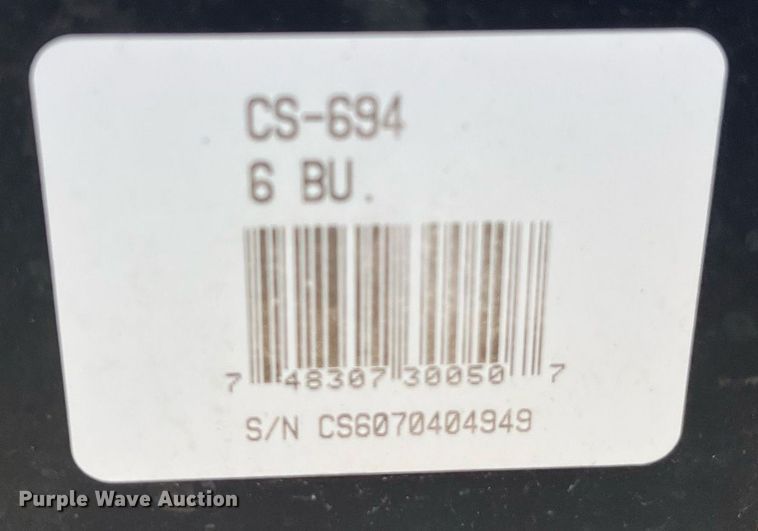 CS-694
6 BU.
7 48307 30050 7
S/N CS6070404949
Purple Wave Auction